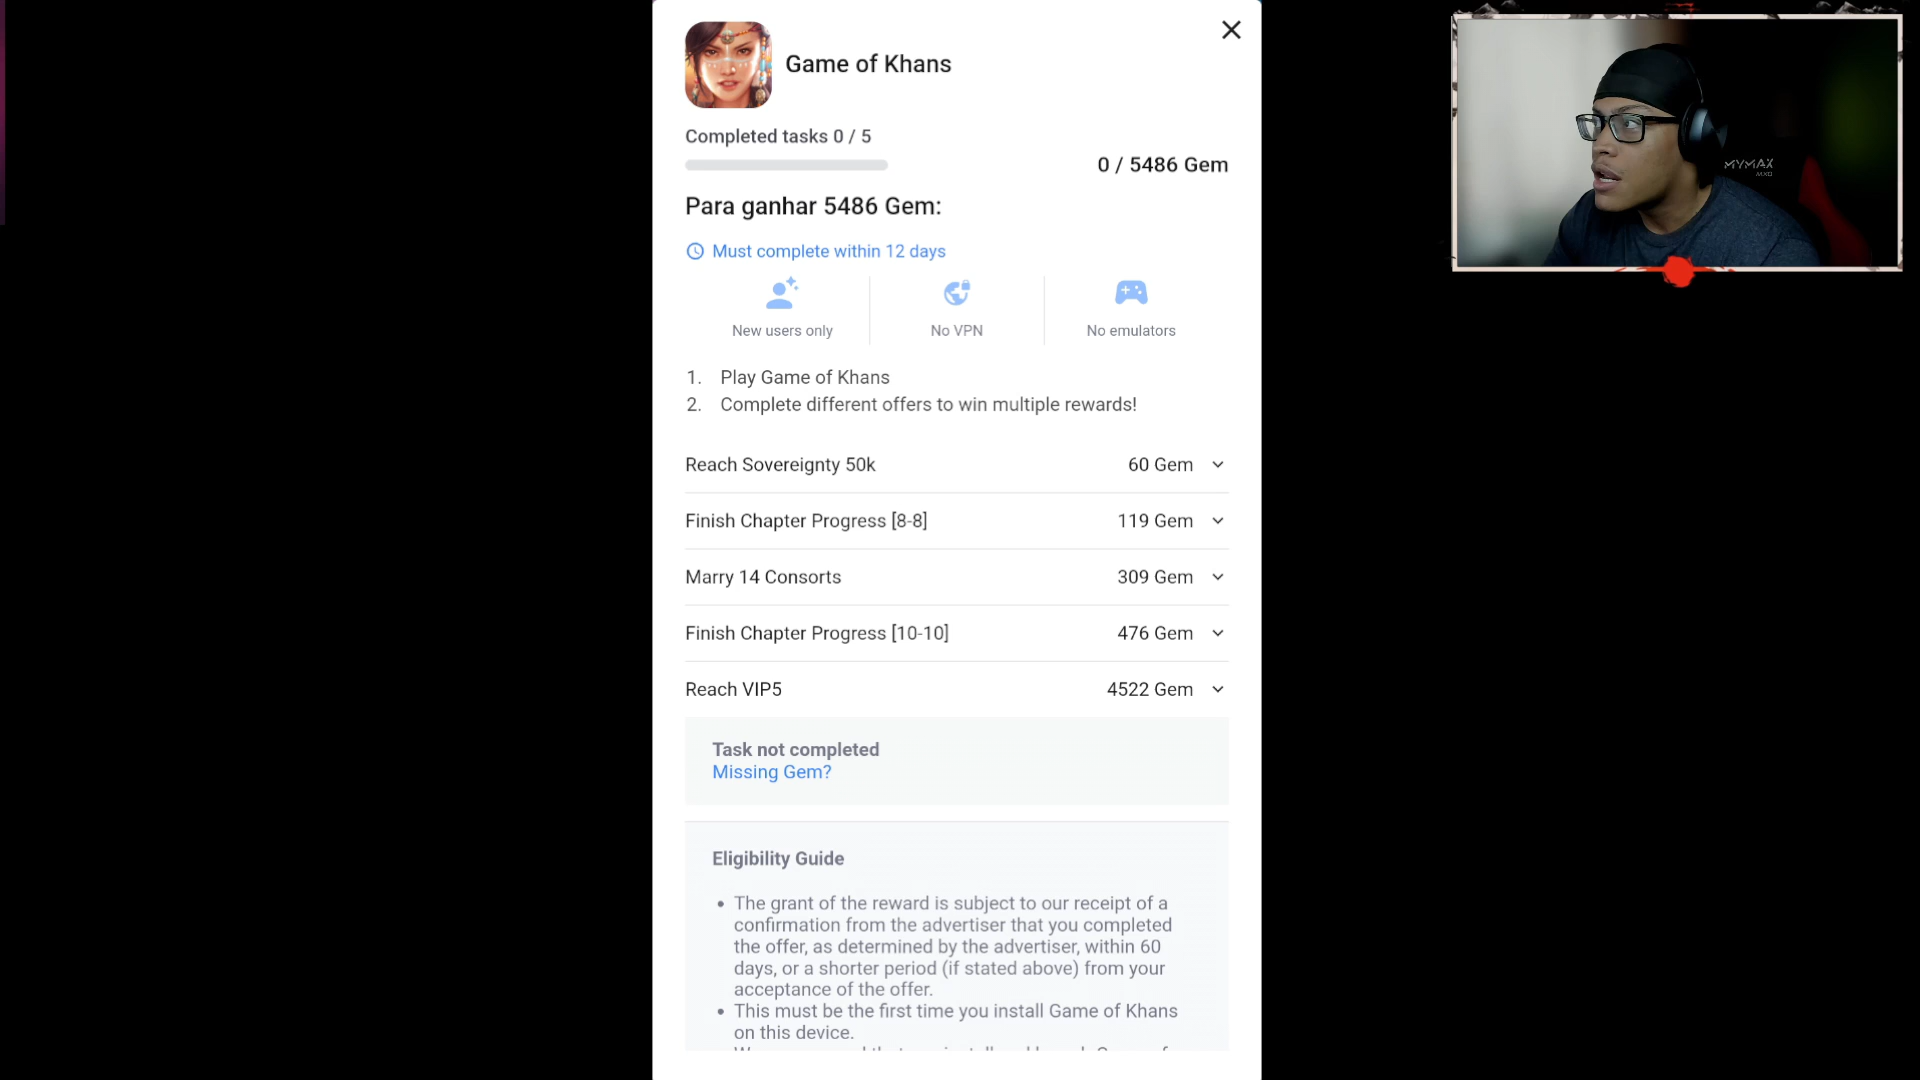 Game of Khans
Completed tasks 0 / 5
0 / 5486 Gem
Para ganhar 5486 Gem:
Must complete within 12 days
New users only
No VPN
No emulators
1. Play Game of Khans
2. Complete different offers to win multiple rewards!
Reach Sovereignty 50k 60 Gem
Finish Chapter Progress [8-8] 119 Gem
Marry 14 Consorts 309 Gem
Finish Chapter Progress [10-10] 476 Gem
Reach VIP5 4522 Gem
Task not completed
Missing Gem?
Eligibility Guide
• The grant of the reward is subject to our receipt of a
confirmation from the advertiser that you completed
the offer, as determined by the advertiser, within 60
days, or a shorter period (if stated above) from your
acceptance of the offer.
• This must be the first time you install Game of Khans
on this device.
MYMAX
MX0